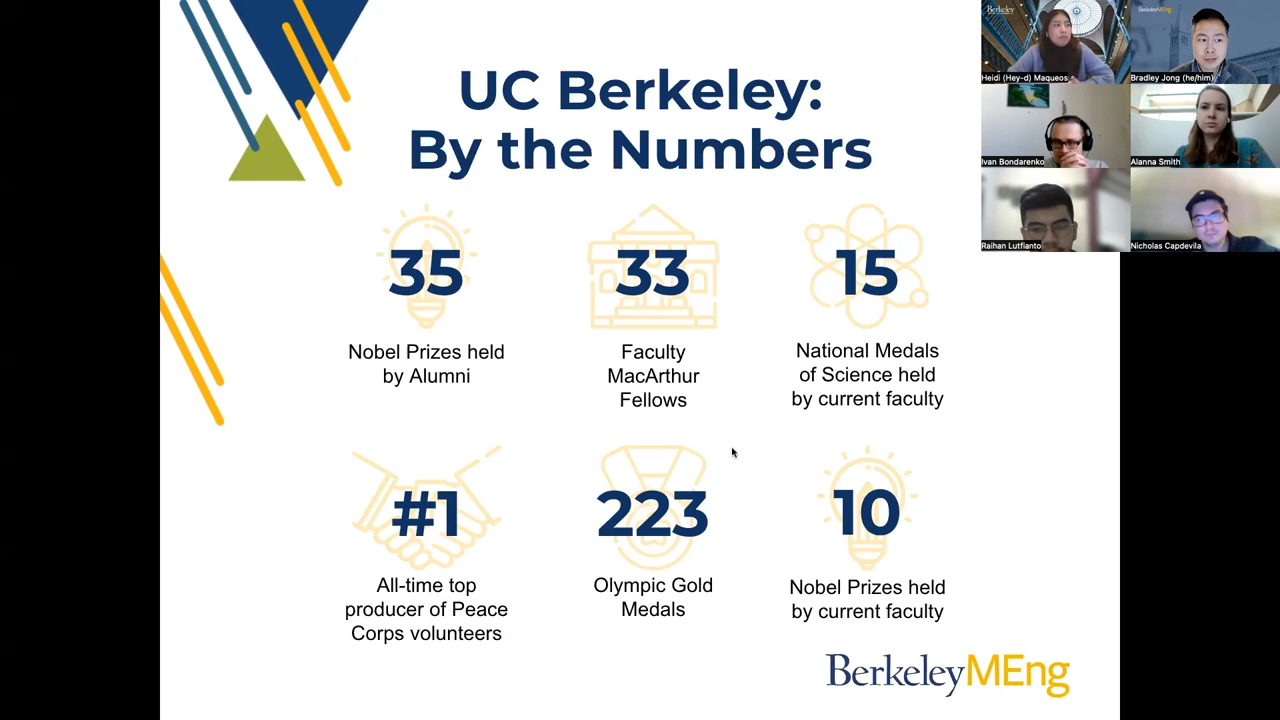 UC Berkeley:
By the Numbers
35
Nobel Prizes held
by Alumni
33
Faculty
MacArthur
Fellows
15
National Medals
of Science held
by current faculty
#1
All-time top
producer of Peace
Corps volunteers
223
Olympic Gold
Medals
10
Nobel Prizes held
by current faculty
BerkeleyMEng
Berkeley
Heidi (Hey-d) Maqueos
BerkeleyMEng
Bradley Jong (he/him)
Ivan Bondarenko
Alanna Smith
Raihan Lutfianto
Nicholas Capdevila